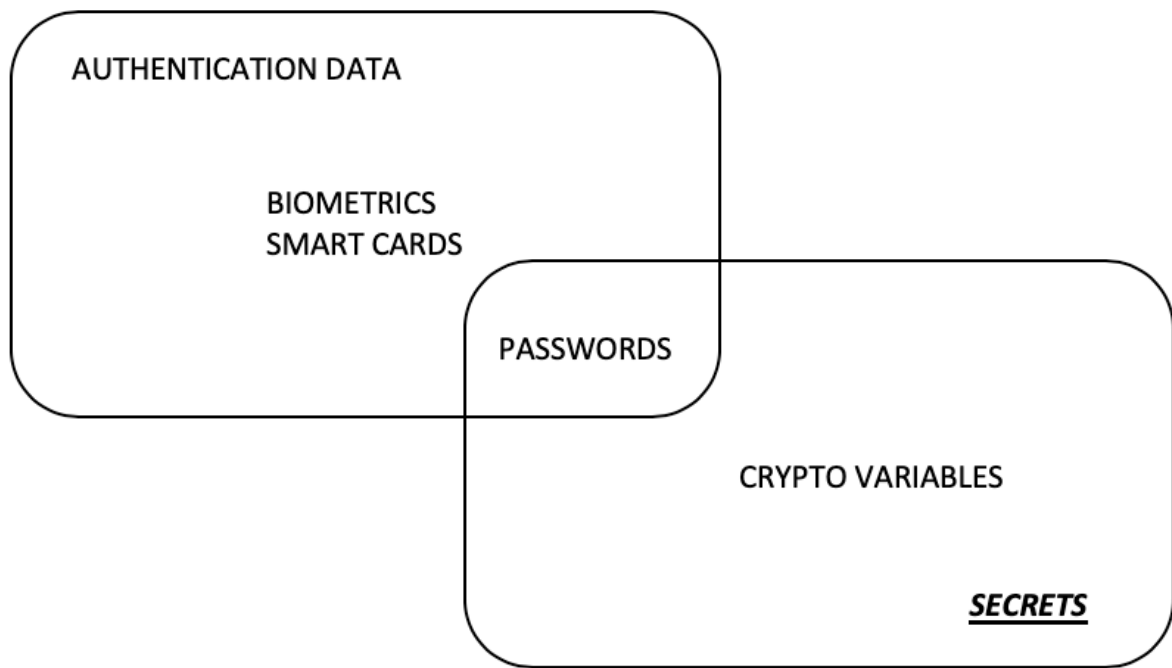 AUTHENTICATION DATA
BIOMETRICS
SMART CARDS
PASSWORDS
CRYPTO VARIABLES
SECRETS